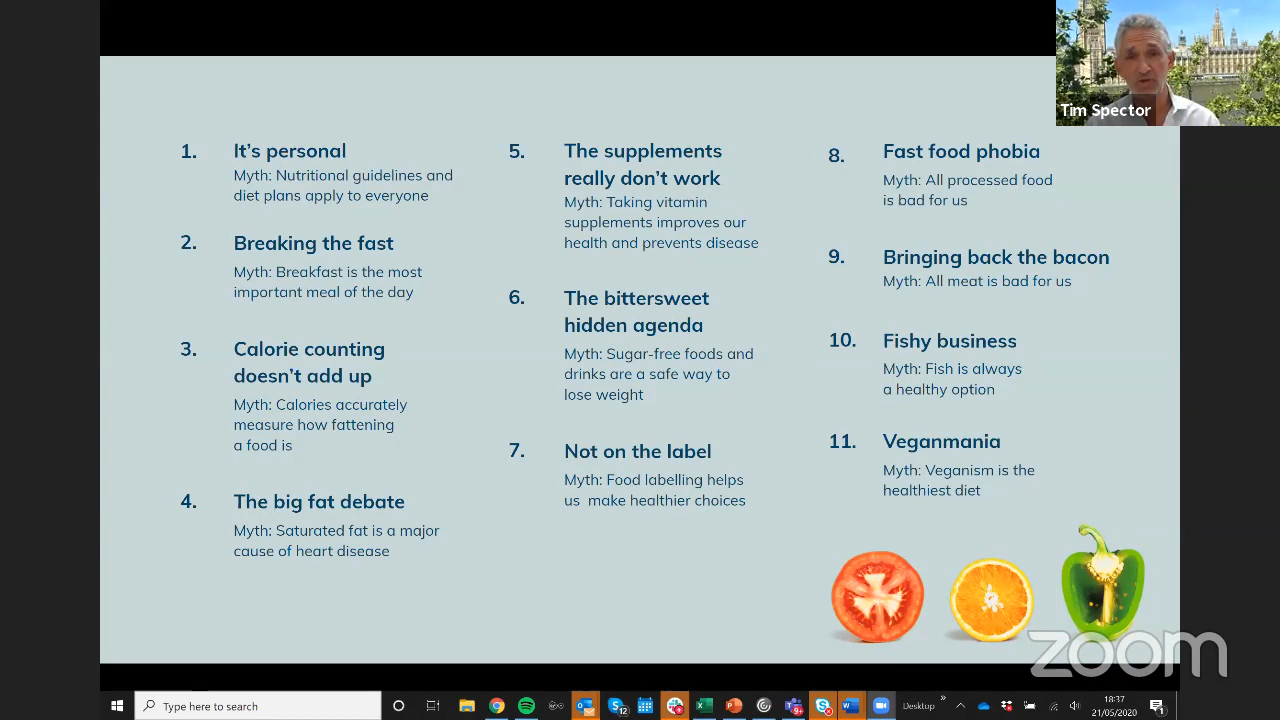 Tim Spector
1. It's personal
Myth: Nutritional guidelines and
diet plans apply to everyone
2. Breaking the fast
Myth: Breakfast is the most
important meal of the day
3. Calorie counting
doesn't add up
Myth: Calories accurately
measure how fattening
a food is
4. The big fat debate
Myth: Saturated fat is a major
cause of heart disease
5. The supplements
really don't work
Myth: Taking vitamin
supplements improves our
health and prevents disease
6. The bittersweet
hidden agenda
Myth: Sugar-free foods and
drinks are a safe way to
lose weight
7. Not on the label
Myth: Food labelling helps
us make healthier choices
8. Fast food phobia
Myth: All processed food
is bad for us
9. Bringing back the bacon
Myth: All meat is bad for us
10. Fishy business
Myth: Fish is always
a healthy option
11. Veganmania
Myth: Veganism is the
healthiest diet
zoom
Type here to search
12
9+
Desktop
18:37
21/05/2020